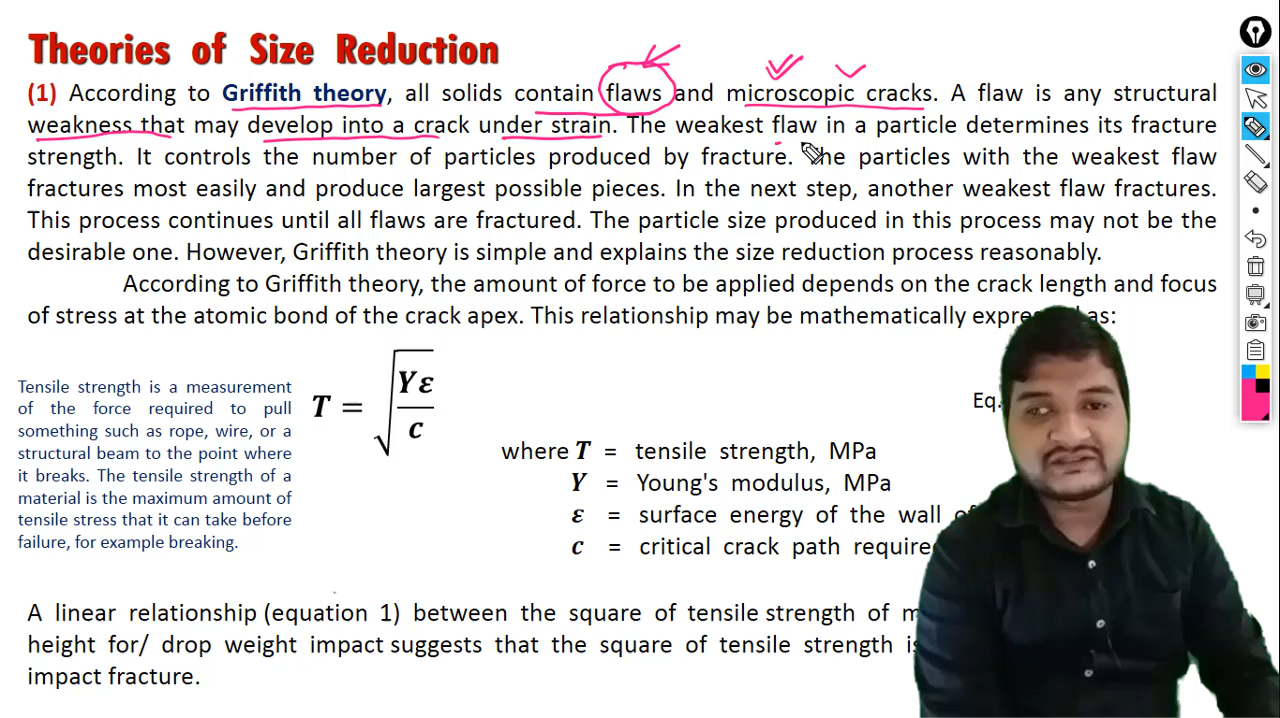 Theories of Size Reduction
(1) According to Griffith theory, all solids contain flaws and microscopic cracks. A flaw is any structural
weakness that may develop into a crack under strain. The weakest flaw in a particle determines its fracture
strength. It controls the number of particles produced by fracture. The particles with the weakest flaw
fractures most easily and produce largest possible pieces. In the next step, another weakest flaw fractures.
This process continues until all flaws are fractured. The particle size produced in this process may not be the
desirable one. However, Griffith theory is simple and explains the size reduction process reasonably.
According to Griffith theory, the amount of force to be applied depends on the crack length and focus
of stress at the atomic bond of the crack apex. This relationship may be mathematically expressed as:
Tensile strength is a measurement
of the force required to pull
something such as rope, wire, or a
structural beam to the point where
it breaks. The tensile strength of a
material is the maximum amount of
tensile stress that it can take before
failure, for example breaking.
T = √(Yε/c)
Eq.
where T = tensile strength, MPa
Y = Young's modulus, MPa
ε = surface energy of the wall of
c = critical crack path
A linear relationship (equation 1) between the square of tensile strength of
height for/ drop weight impact suggests that the square of tensile strength
impact fracture.